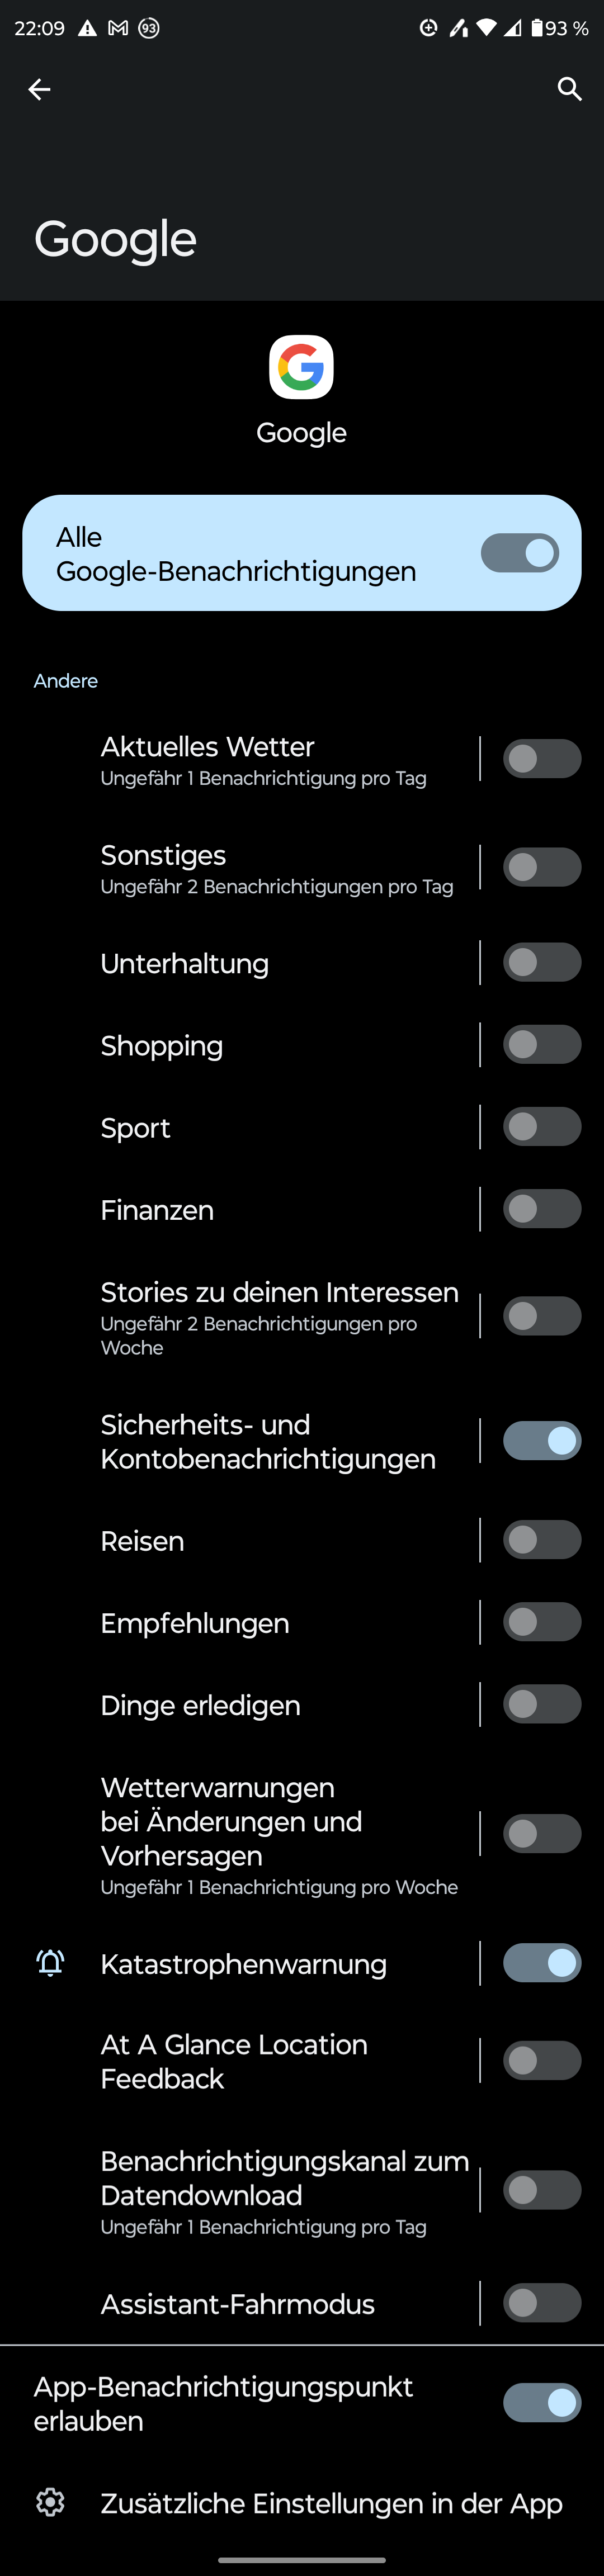 22:09 93 93 %
Google
Google
Alle
Google-Benachrichtigungen
Andere
Aktuelles Wetter
Ungefähr 1 Benachrichtigung pro Tag
Sonstiges
Ungefähr 2 Benachrichtigungen pro Tag
Unterhaltung
Shopping
Sport
Finanzen
Stories zu deinen Interessen
Ungefähr 2 Benachrichtigungen pro
Woche
Sicherheits- und
Kontobenachrichtigungen
Reisen
Empfehlungen
Dinge erledigen
Wetterwarnungen
bei Änderungen und
Vorhersagen
Ungefähr 1 Benachrichtigung pro Woche
Katastrophenwarnung
At A Glance Location
Feedback
Benachrichtigungskanal zum
Datendownload
Ungefähr 1 Benachrichtigung pro Tag
Assistant-Fahrmodus
App-Benachrichtigungspunkt
erlauben
Zusätzliche Einstellungen in der App